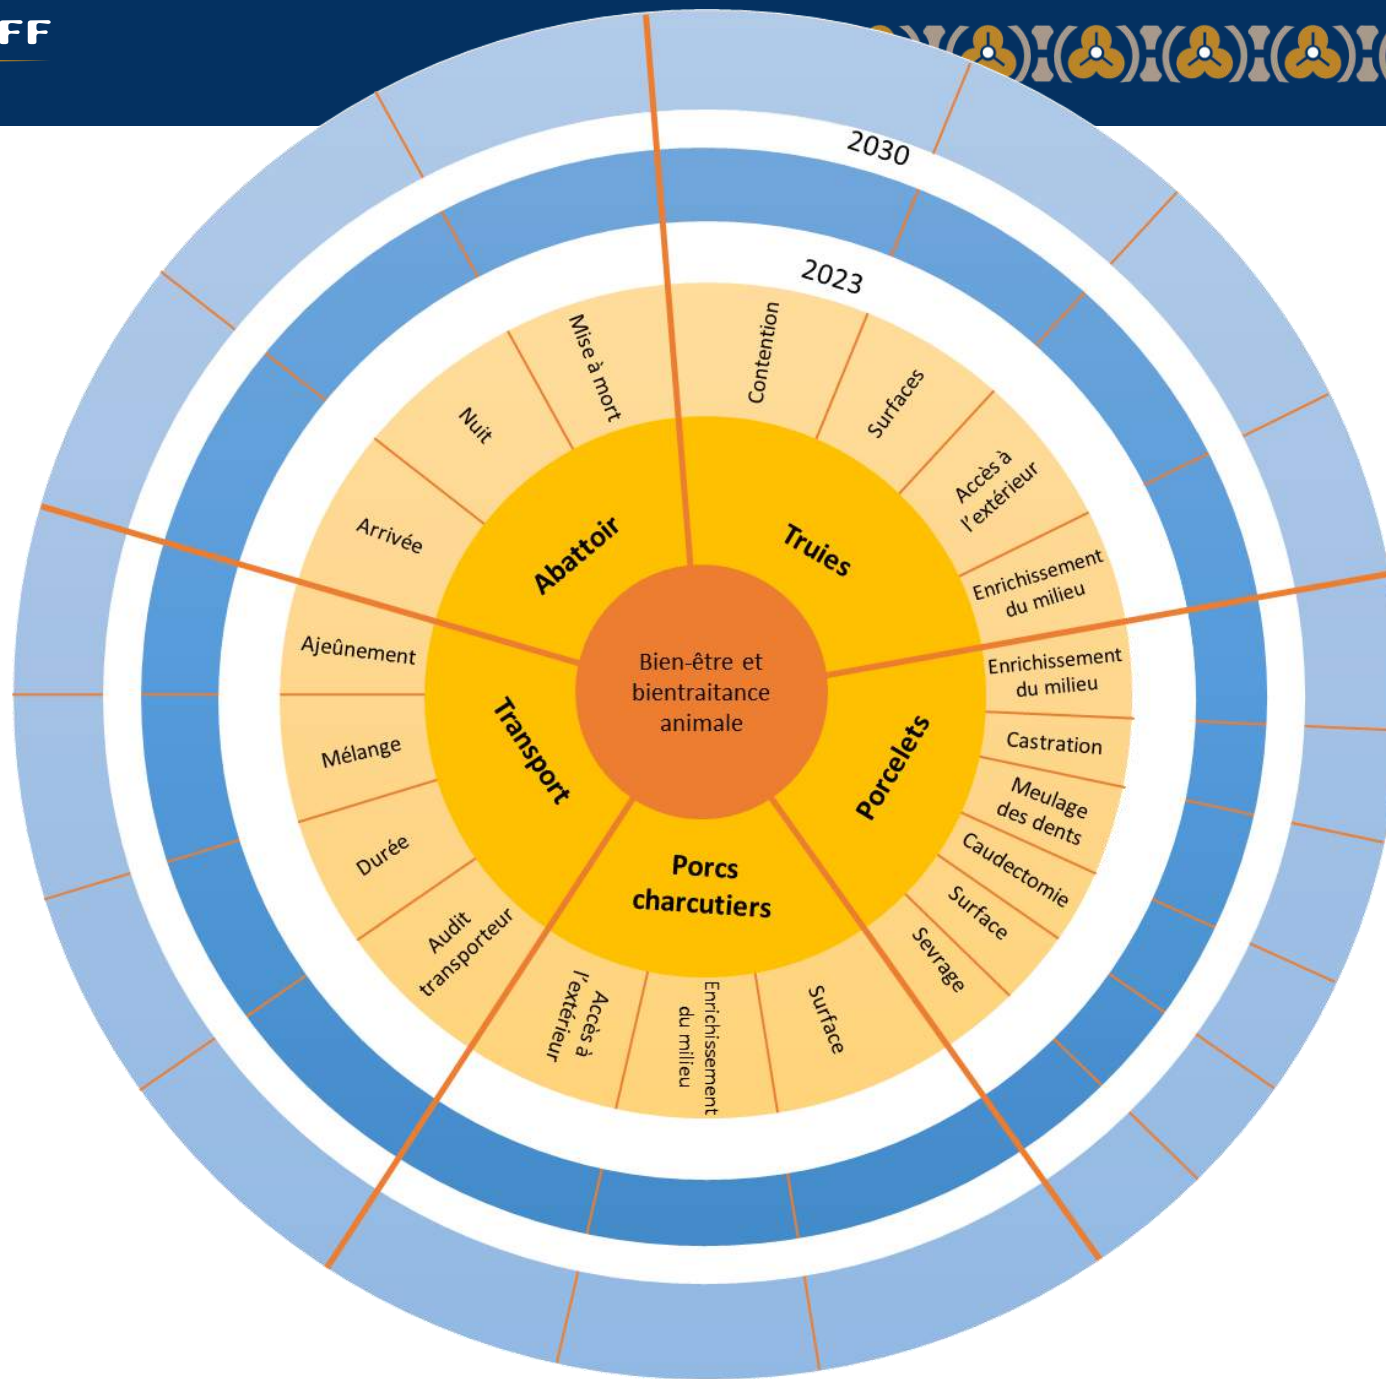 FF
2030
2023
Contention
Surfaces
Accès à
l'extérieur
Enrichissement
du milieu
Enrichissement
du milieu
Castration
Meulage
des dents
Caudectomie
Surface
Sevrage
Surface
Enrichissement
du milieu
Accès à
l'extérieur
Audit
transporteur
Durée
Mélange
Ajeûnement
Arrivée
Nuit
Mise à mort
Truies
Porcelets
Porcs
charcutiers
Transport
Abattoir
Bien-être et
bientraitance
animale